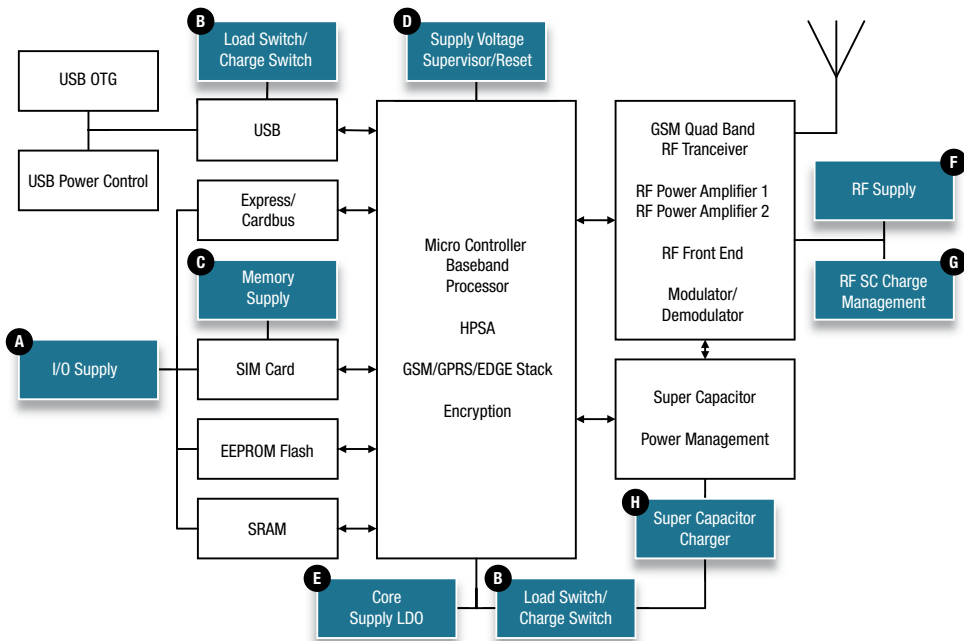 B
Load Switch/
Charge Switch
D
Supply Voltage
Supervisor/Reset
USB OTG
USB
USB Power Control
Express/
Cardbus
C
Memory
Supply
A
I/O Supply
SIM Card
EEPROM Flash
SRAM
Micro Controller
Baseband
Processor
HPSA
GSM/GPRS/EDGE Stack
Encryption
GSM Quad Band
RF Tranceiver
RF Power Amplifier 1
RF Power Amplifier 2
RF Front End
Modulator/
Demodulator
F
RF Supply
G
RF SC Charge
Management
Super Capacitor
Power Management
H
Super Capacitor
Charger
E
Core
Supply LDO
B
Load Switch/
Charge Switch